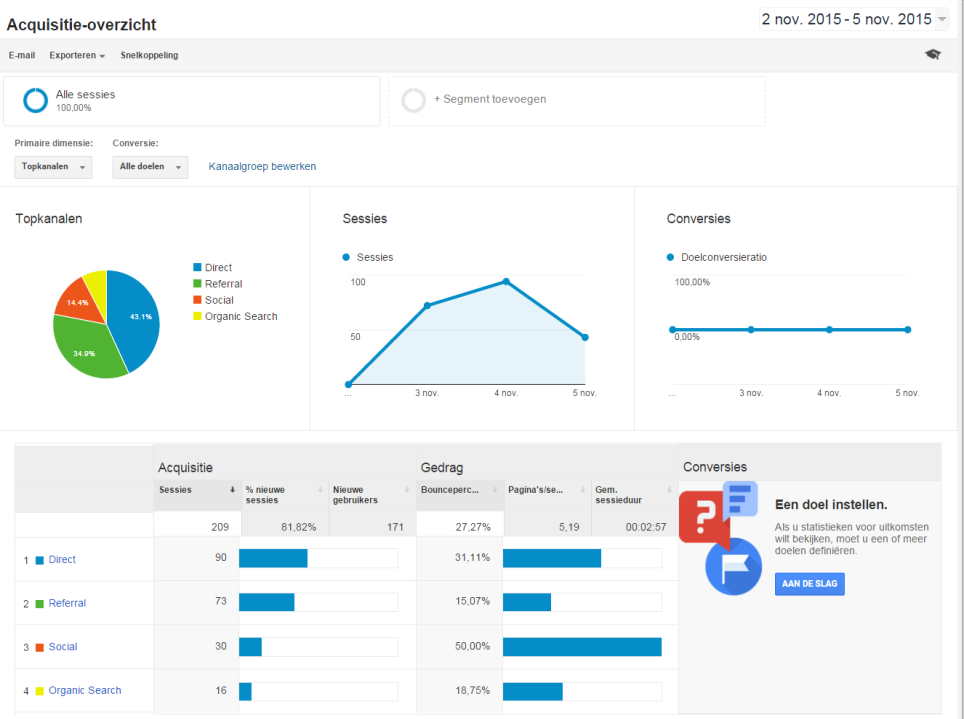 Acquisitie-overzicht
2 nov. 2015 - 5 nov. 2015
E-mail Exporteren Snelkoppeling
Alle sessies
100,00%
+ Segment toevoegen
Primaire dimensie: Conversie:
Topkanalen Alle doelen Kanaalgroep bewerken
Topkanalen
Direct
Referral
Social
Organic Search
14.4%
43.1%
34.9%
Sessies
Sessies
100
50
... 3 nov. 4 nov. 5 nov.
Conversies
Doelconversieratio
100,00%
0,00%
... 3 nov. 4 nov. 5 nov.
Acquisitie Gedrag Conversies
Sessies % nieuwe sessies Nieuwe gebruikers Bounceperc... Pagina's/se... Gem. sessieduur
209 81,82% 171 27,27% 5,19 00:02:57
1 Direct 90 31,11%
2 Referral 73 15,07%
3 Social 30 50,00%
4 Organic Search 16 18,75%
?
Een doel instellen.
Als u statistieken voor uitkomsten
wilt bekijken, moet u een of meer
doelen definiëren.
AAN DE SLAG